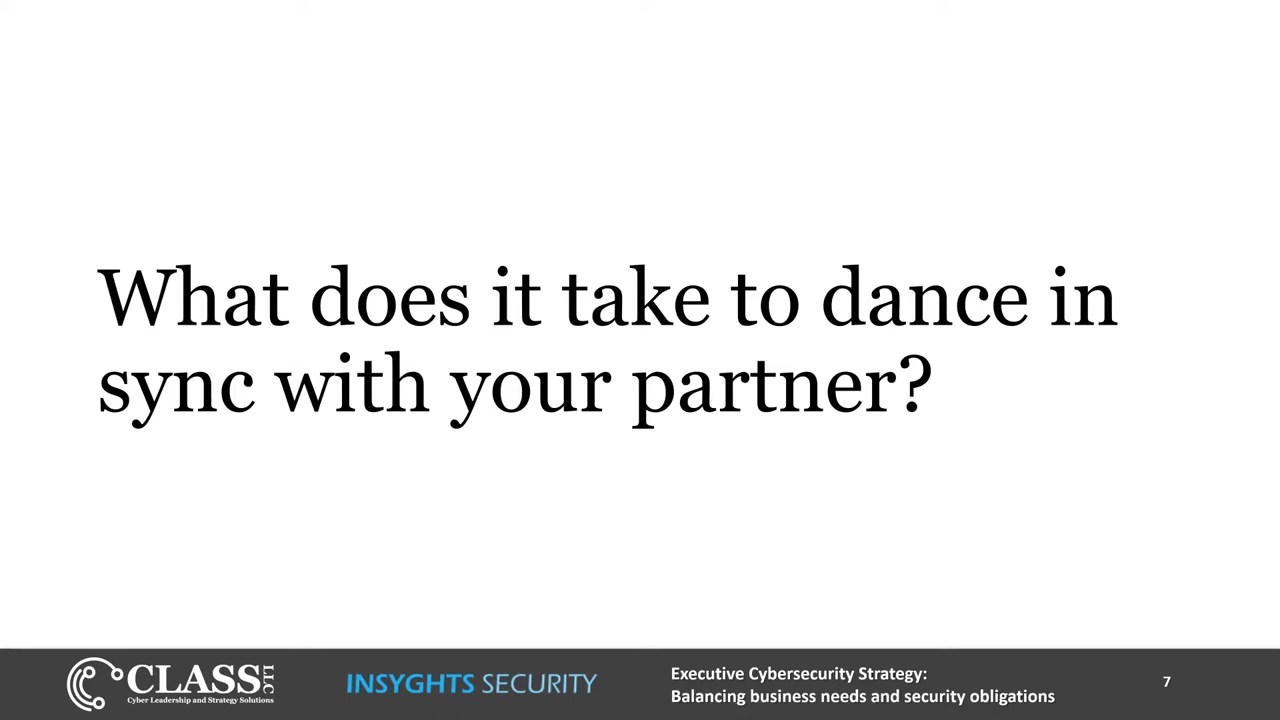 What does it take to dance in
sync with your partner?
CLASS LLC
Cyber Leadership and Strategy Solutions
INSYGHTS SECURITY
Executive Cybersecurity Strategy:
Balancing business needs and security obligations
7